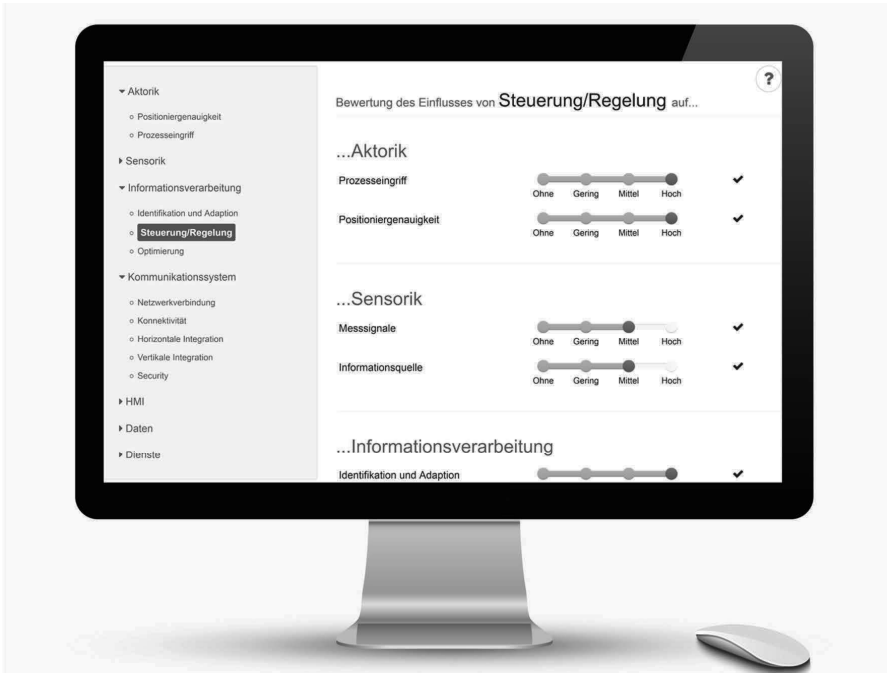 ?
Aktorik
Positioniergenauigkeit
Prozesseingriff
Sensorik
Informationsverarbeitung
Identifikation und Adaption
Steuerung/Regelung
Optimierung
Kommunikationssystem
Netzwerkverbindung
Konnektivität
Horizontale Integration
Vertikale Integration
Security
HMI
Daten
Dienste
Bewertung des Einflusses von Steuerung/Regelung auf...
...Aktorik
Prozesseingriff
Ohne Gering Mittel Hoch
Positioniergenauigkeit
Ohne Gering Mittel Hoch
...Sensorik
Messsignale
Ohne Gering Mittel Hoch
Informationsquelle
Ohne Gering Mittel Hoch
...Informationsverarbeitung
Identifikation und Adaption